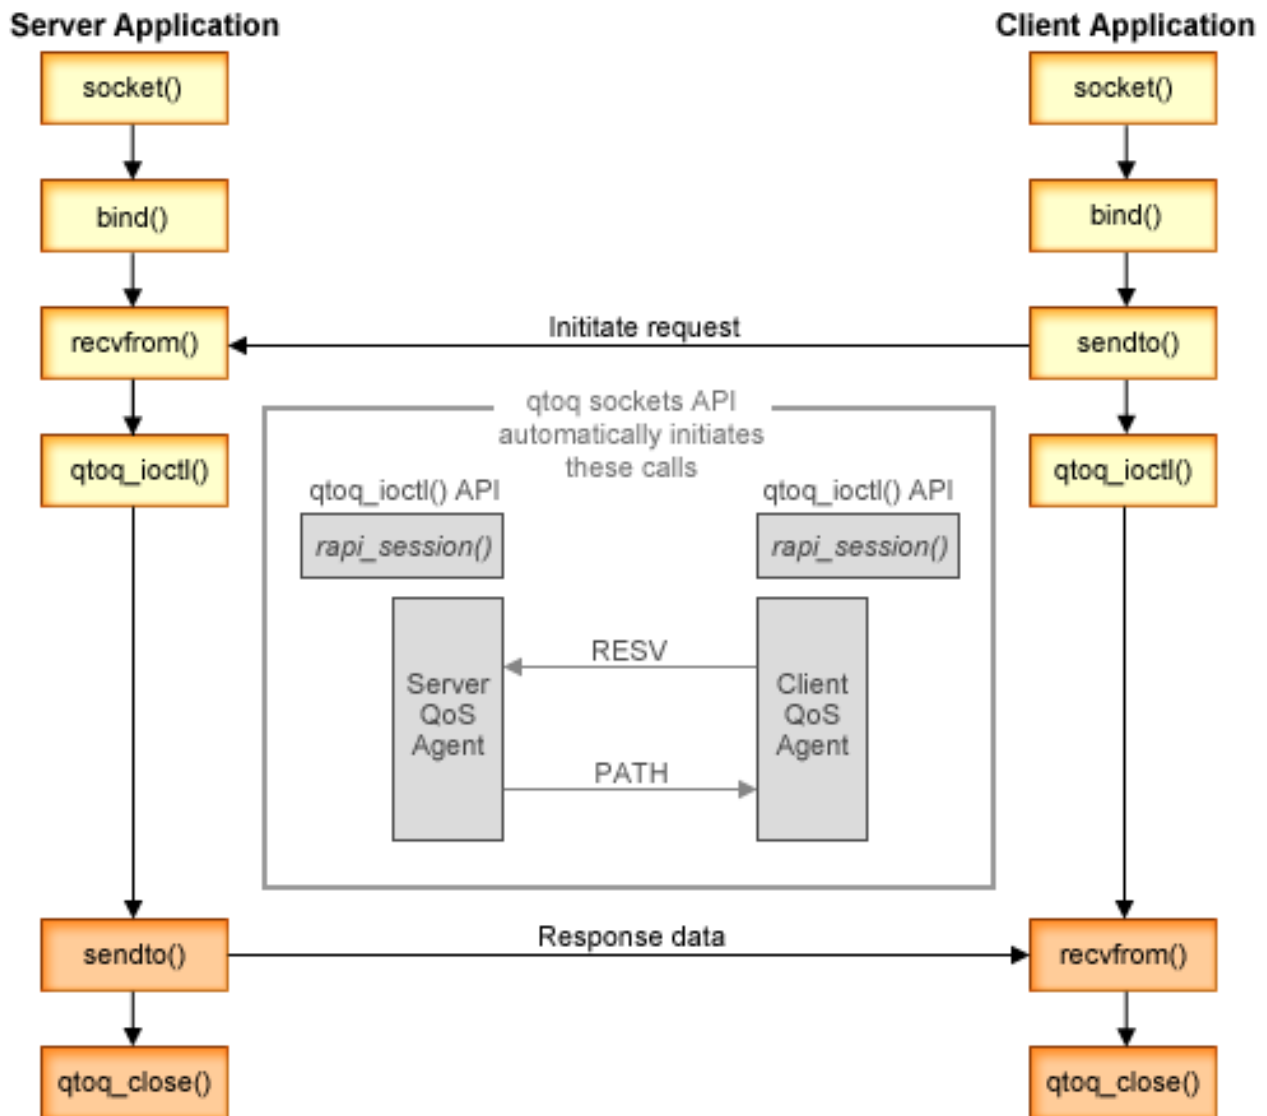 Server Application
Client Application
socket()
socket()
bind()
bind()
recvfrom()
Inititate request
sendto()
qtoq_ioctl()
qtoq sockets API
automatically initiates
these calls
qtoq_ioctl()
qtoq_ioctl() API
qtoq_ioctl() API
rapi_session()
rapi_session()
RESV
Server
QoS
Agent
Client
QoS
Agent
PATH
sendto()
Response data
recvfrom()
qtoq_close()
qtoq_close()